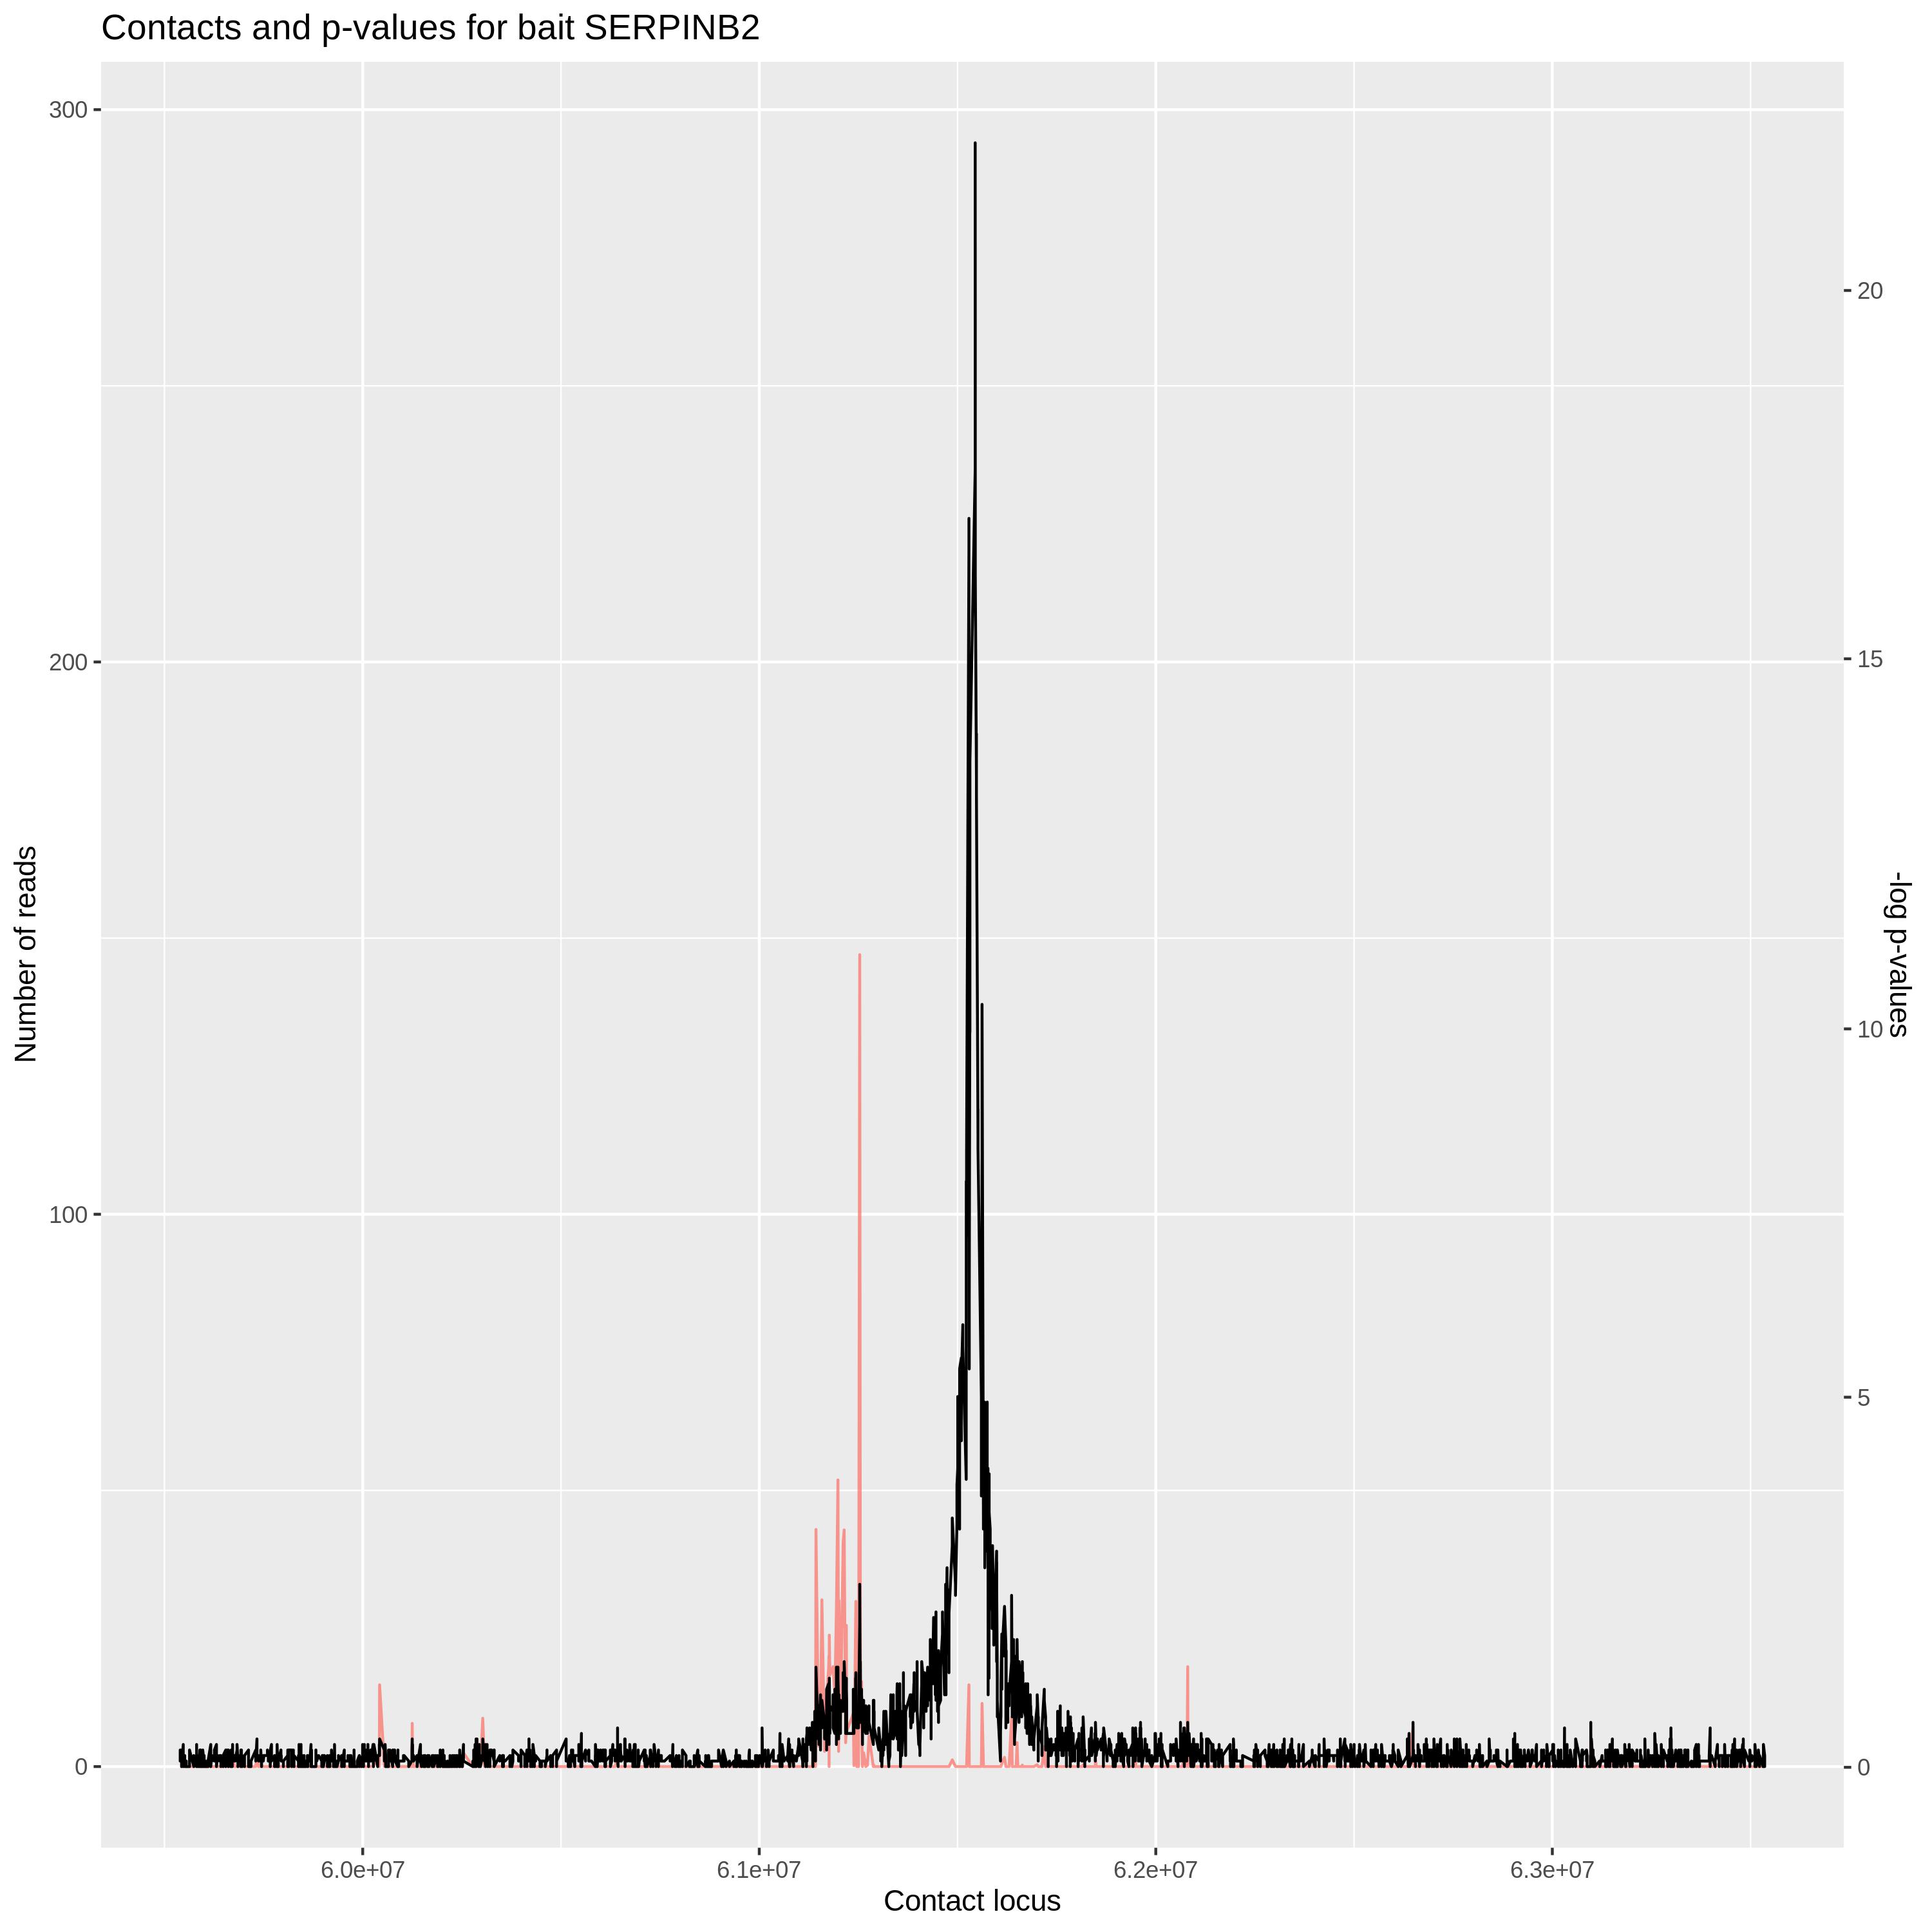 Contacts and p-values for bait SERPINB2
300
200
100
0
Number of reads
20
15
10
5
0
-log p-values
6.0e+07
6.1e+07
6.2e+07
6.3e+07
Contact locus